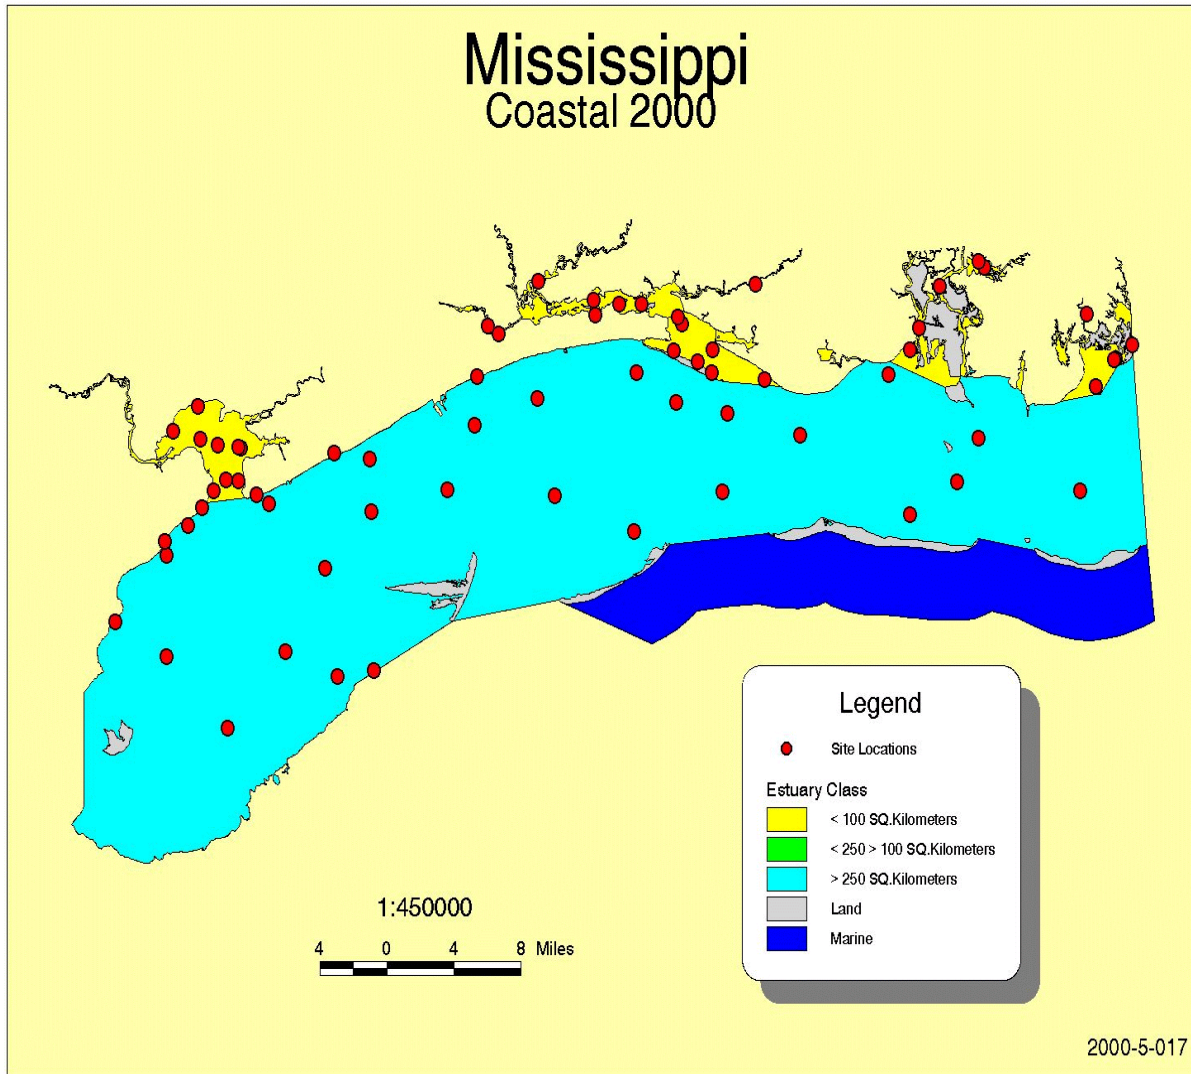 Mississippi
Coastal 2000
Legend
Site Locations
Estuary Class
< 100 SQ.Kilometers
< 250 > 100 SQ.Kilometers
> 250 SQ.Kilometers
Land
Marine
1:450000
4 0 4 8 Miles
2000-5-017